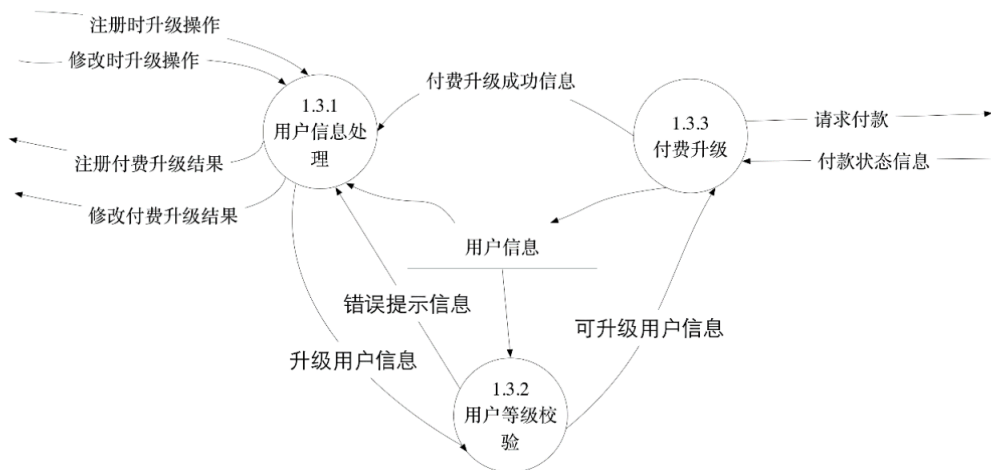 注册时升级操作
修改时升级操作
付费升级成功信息
1.3.1
用户信息处
理
1.3.3
付费升级
请求付款
付款状态信息
注册付费升级结果
修改付费升级结果
用户信息
错误提示信息
可升级用户信息
升级用户信息
1.3.2
用户等级校
验